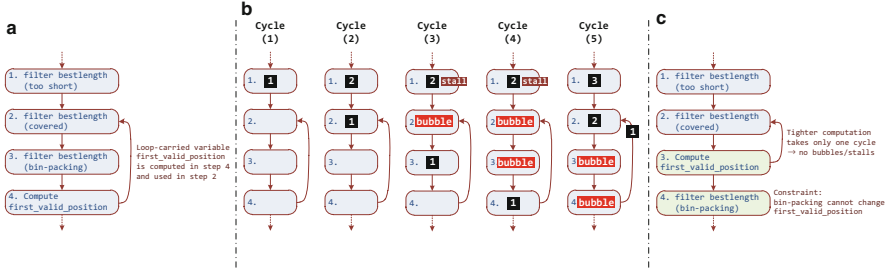 a
1. filter bestlength
(too short)
2. filter bestlength
(covered)
3. filter bestlength
(bin-packing)
4. Compute
first_valid_position
Loop-carried variable
first_valid_position
is computed in step 4
and used in step 2
b
Cycle
(1)
1. 1
2.
3.
4.
Cycle
(2)
1. 2
2. 1
3.
4.
Cycle
(3)
1. 2 stall
2 bubble
3. 1
4.
Cycle
(4)
1. 2 stall
2 bubble
3 bubble
4. 1
Cycle
(5)
1. 3
2. 2
1
3 bubble
4 bubble
c
1. filter bestlength
(too short)
2. filter bestlength
(covered)
3. Compute
first_valid_position
4. filter bestlength
(bin-packing)
Tighter computation
takes only one cycle
→ no bubbles/stalls
Constraint:
bin-packing cannot change
first_valid_position